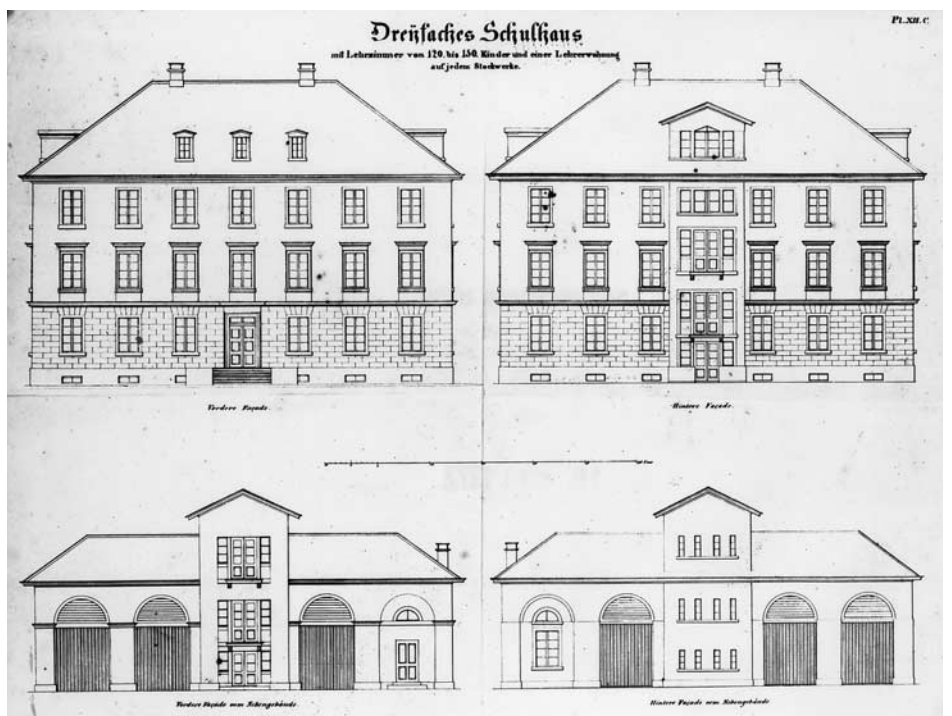 Pl. XII. C.
Dreifaches Schulhaus
mit Lehrzimmer von 120. bis 150. Kinder und einer Lehrerwohnung
auf jedem Stockwerke.
Vordere Façade.
Hintere Façade.
Vordere Façade vom Nebengebäude.
Hintere Façade vom Nebengebäude.